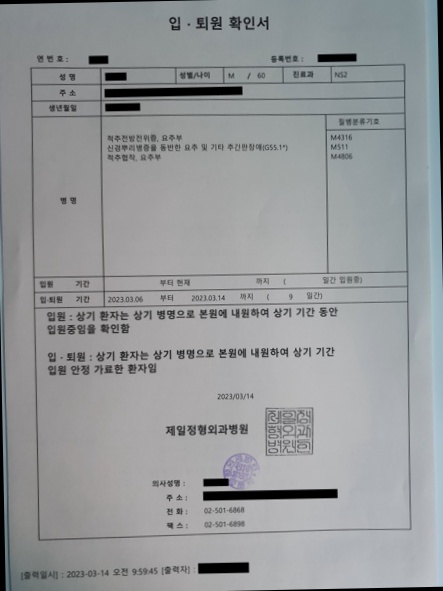 입 · 퇴원 확인서
연 번 호 :
등록번호 :
성 명
성별/나이 M / 60 진료과 NS2
주 소
생년월일
질병분류기호
병 명
척추전방전위증, 요추부 M4316
신경뿌리병증을 동반한 요추 및 기타 추간판장애(G55.1*) M511
척추협착, 요추부 M4806
입원 기간 부터 현재 까지 ( 일간 입원중)
입·퇴원 기간 2023.03.06 부터 2023.03.14 까지 ( 9 일간)
입원 : 상기 환자는 상기 병명으로 본원에 내원하여 상기 기간 동안
입원중임을 확인함
입 · 퇴원 : 상기 환자는 상기 병명으로 본원에 내원하여 상기 기간
입원 안정 가료한 환자임
2023/03/14
제일정형외과병원
제일정
형외과
병원인
의사성명 :
주 소 :
전 화 : 02-501-6868
팩 스 : 02-501-6898
[출력일시] : 2023-03-14 오전 9:59:45 [출력자] :